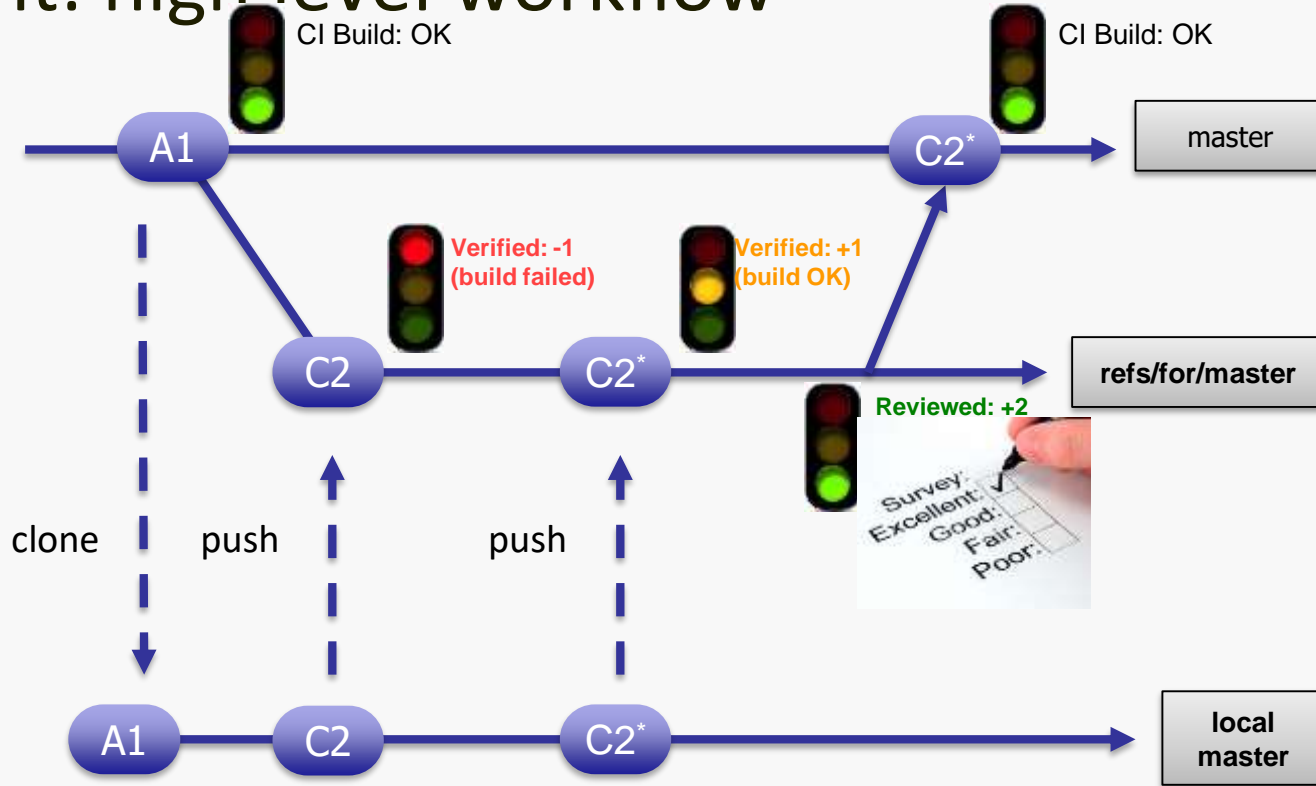 CI Build: OK
CI Build: OK
A1
C2*
master
Verified: -1
(build failed)
Verified: +1
(build OK)
C2
C2*
refs/for/master
Reviewed: +2
Survey:
Excellent: ✓
Good:
Fair:
Poor:
clone
push
push
A1
C2
C2*
local
master